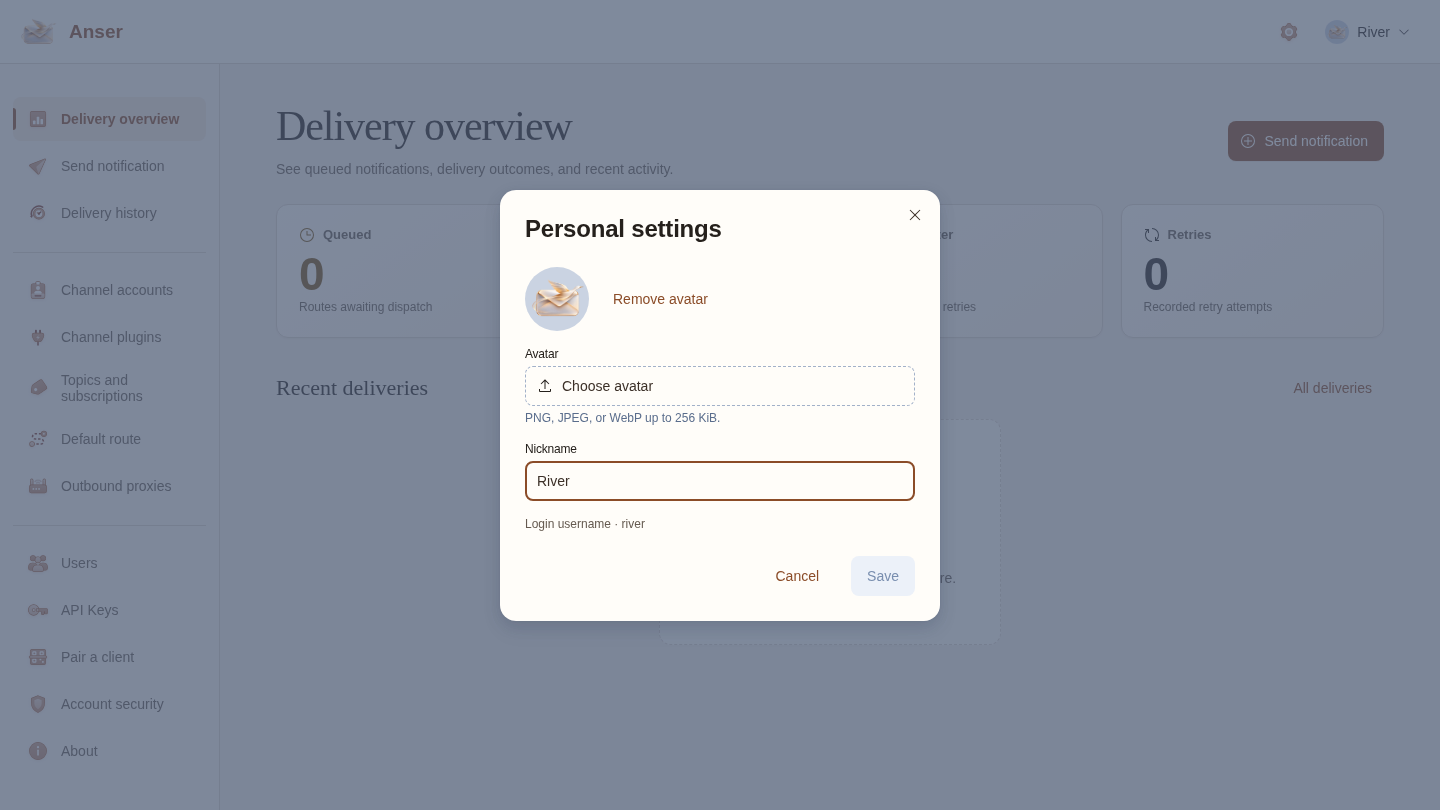 Anser
River
Delivery overview
Send notification
Delivery history
Channel accounts
Channel plugins
Topics and
subscriptions
Default route
Outbound proxies
Users
API Keys
Pair a client
Account security
About
Delivery overview
See queued notifications, delivery outcomes, and recent activity.
Send notification
Queued
0
Routes awaiting dispatch
retries
Retries
0
Recorded retry attempts
Recent deliveries
All deliveries
Personal settings
Remove avatar
Avatar
Choose avatar
PNG, JPEG, or WebP up to 256 KiB.
Nickname
River
Login username · river
Cancel
Save